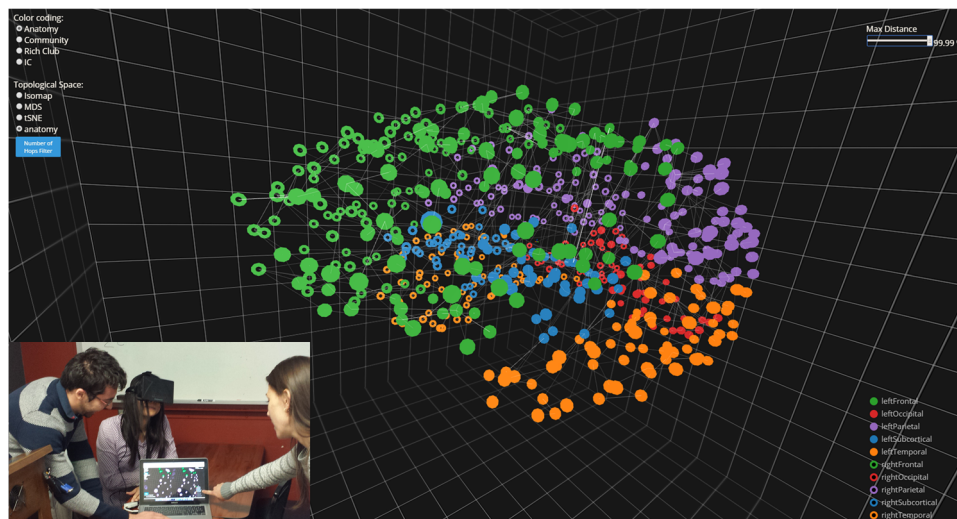 Color coding:
Anatomy
Community
Rich Club
IC
Topological Space:
Isomap
MDS
tSNE
anatomy
Number of
Hops Filter
Max Distance
99.99
leftFrontal
leftOccipital
leftParietal
leftSubcortical
leftTemporal
rightFrontal
rightOccipital
rightParietal
rightSubcortical
rightTemporal